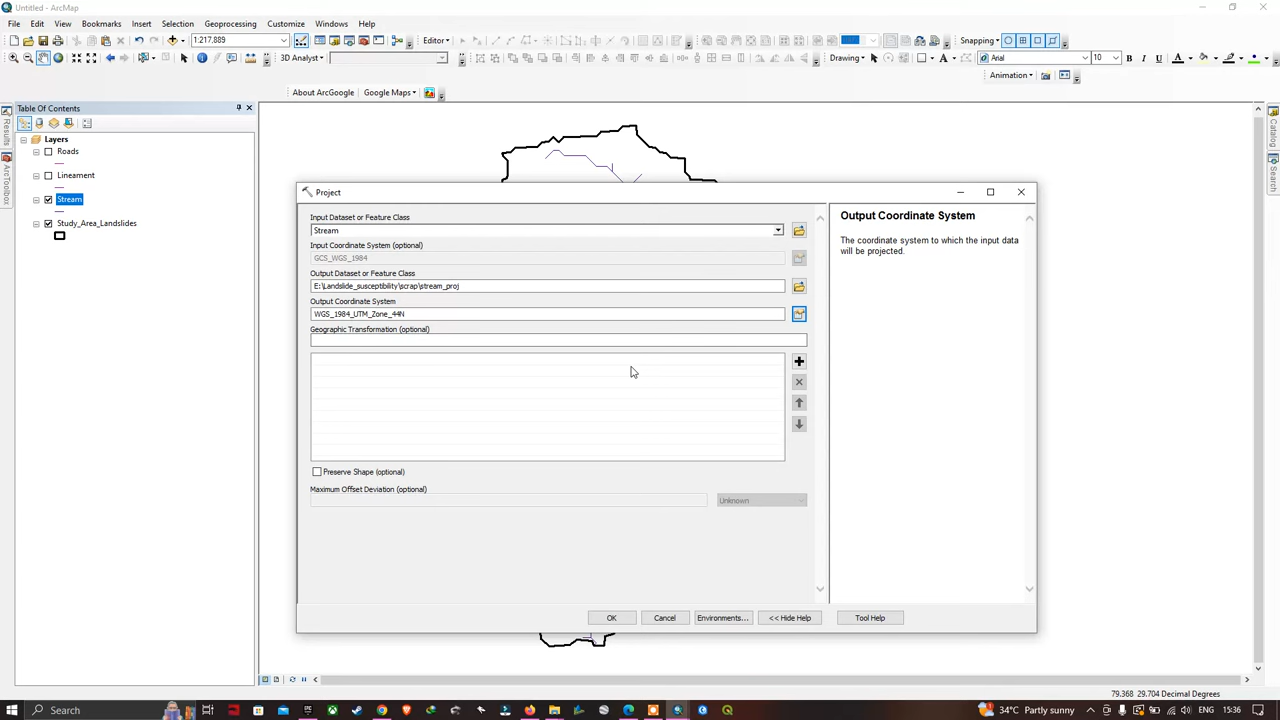 Untitled - ArcMap
File Edit View Bookmarks Insert Selection Geoprocessing Customize Windows Help
1:217,889 Editor Snapping
3D Analyst Drawing Arial 10 B I U A A
Animation
About ArcGoogle Google Maps
Table Of Contents
Layers
Roads
Lineament
Stream
Study_Area_Landslides
Results
ArcToolbox
Catalog
Search
Project
Input Dataset or Feature Class
Stream
Input Coordinate System (optional)
GCS_WGS_1984
Output Dataset or Feature Class
E:\Landslide_susceptibility\scrap\stream_proj
Output Coordinate System
WGS_1984_UTM_Zone_44N
Geographic Transformation (optional)
Preserve Shape (optional)
Maximum Offset Deviation (optional)
Unknown
OK Cancel Environments... << Hide Help Tool Help
Output Coordinate System
The coordinate system to which the input data
will be projected.
79.368 29.704 Decimal Degrees
Search
34°C Partly sunny ENG 15:36